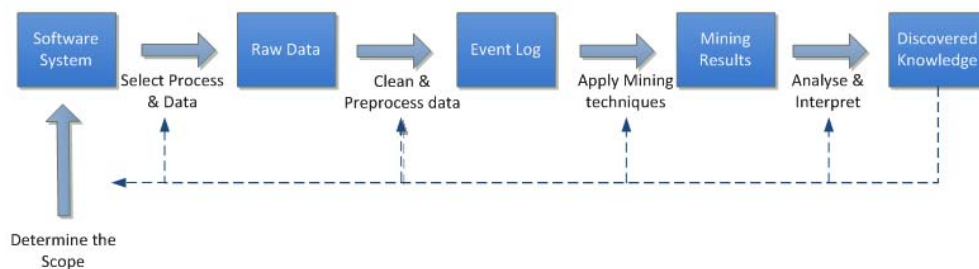 Software
System
Select Process
& Data
Raw Data
Clean &
Preprocess data
Event Log
Apply Mining
techniques
Mining
Results
Analyse &
Interpret
Discovered
Knowledge
Determine the
Scope